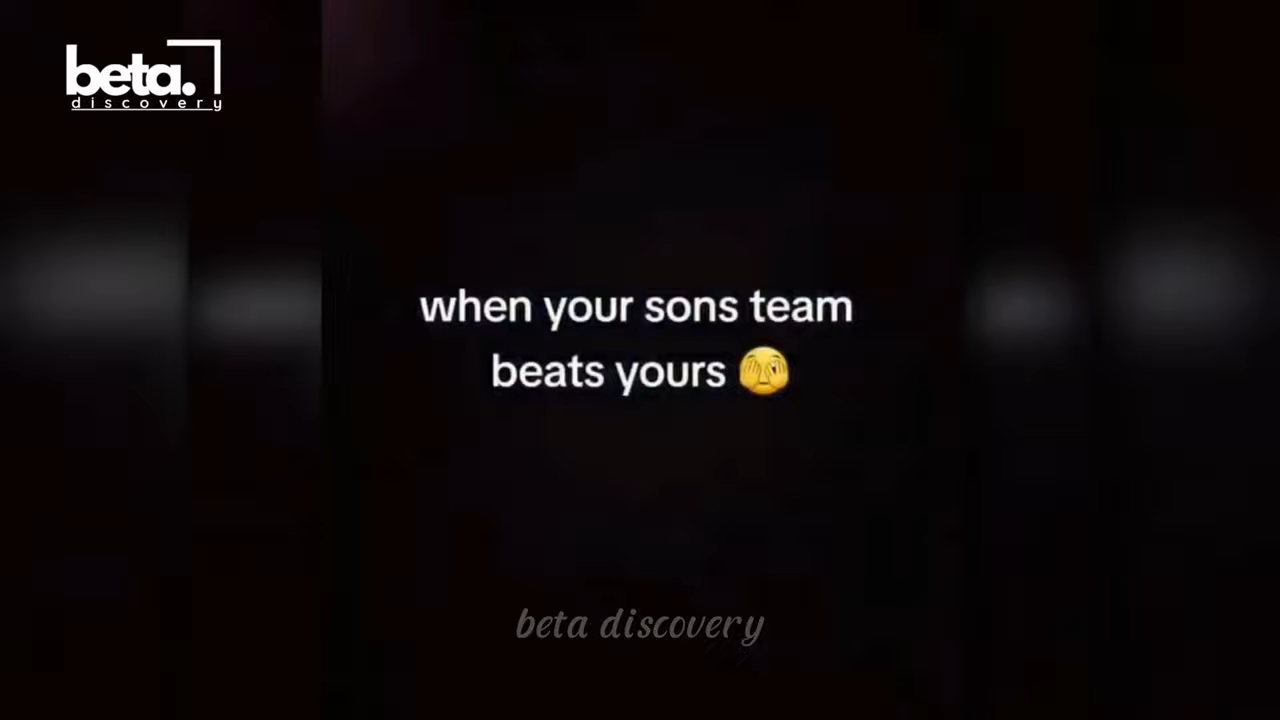 beta.
discovery
when your sons team
beats yours 🫣
beta discovery